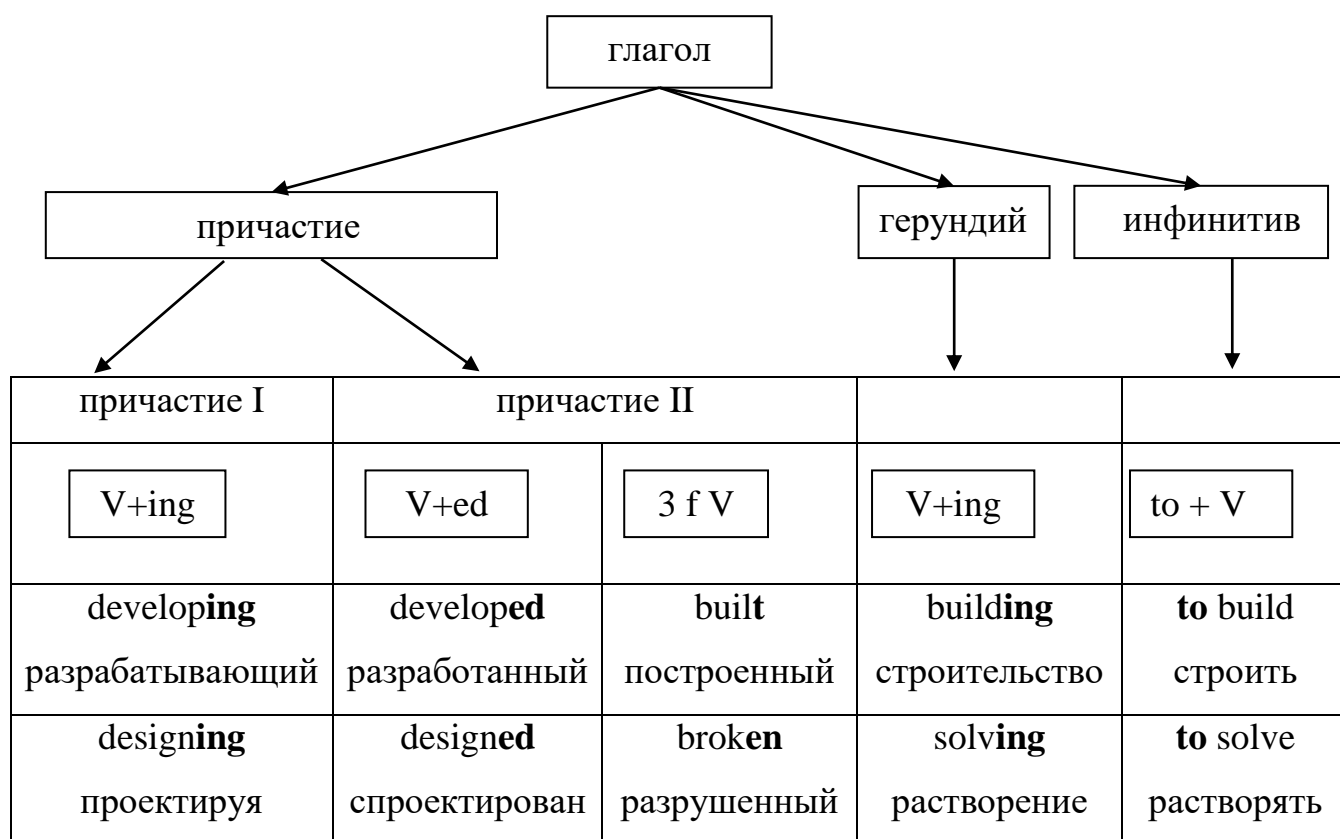 глагол
причастие
герундий
инфинитив
причастие I
причастие II
V+ing
V+ed
3 f V
V+ing
to + V
developing
разрабатывающий
developed
разработанный
built
построенный
building
строительство
to build
строить
designing
проектируя
designed
спроектирован
broken
разрушенный
solving
растворение
to solve
растворять